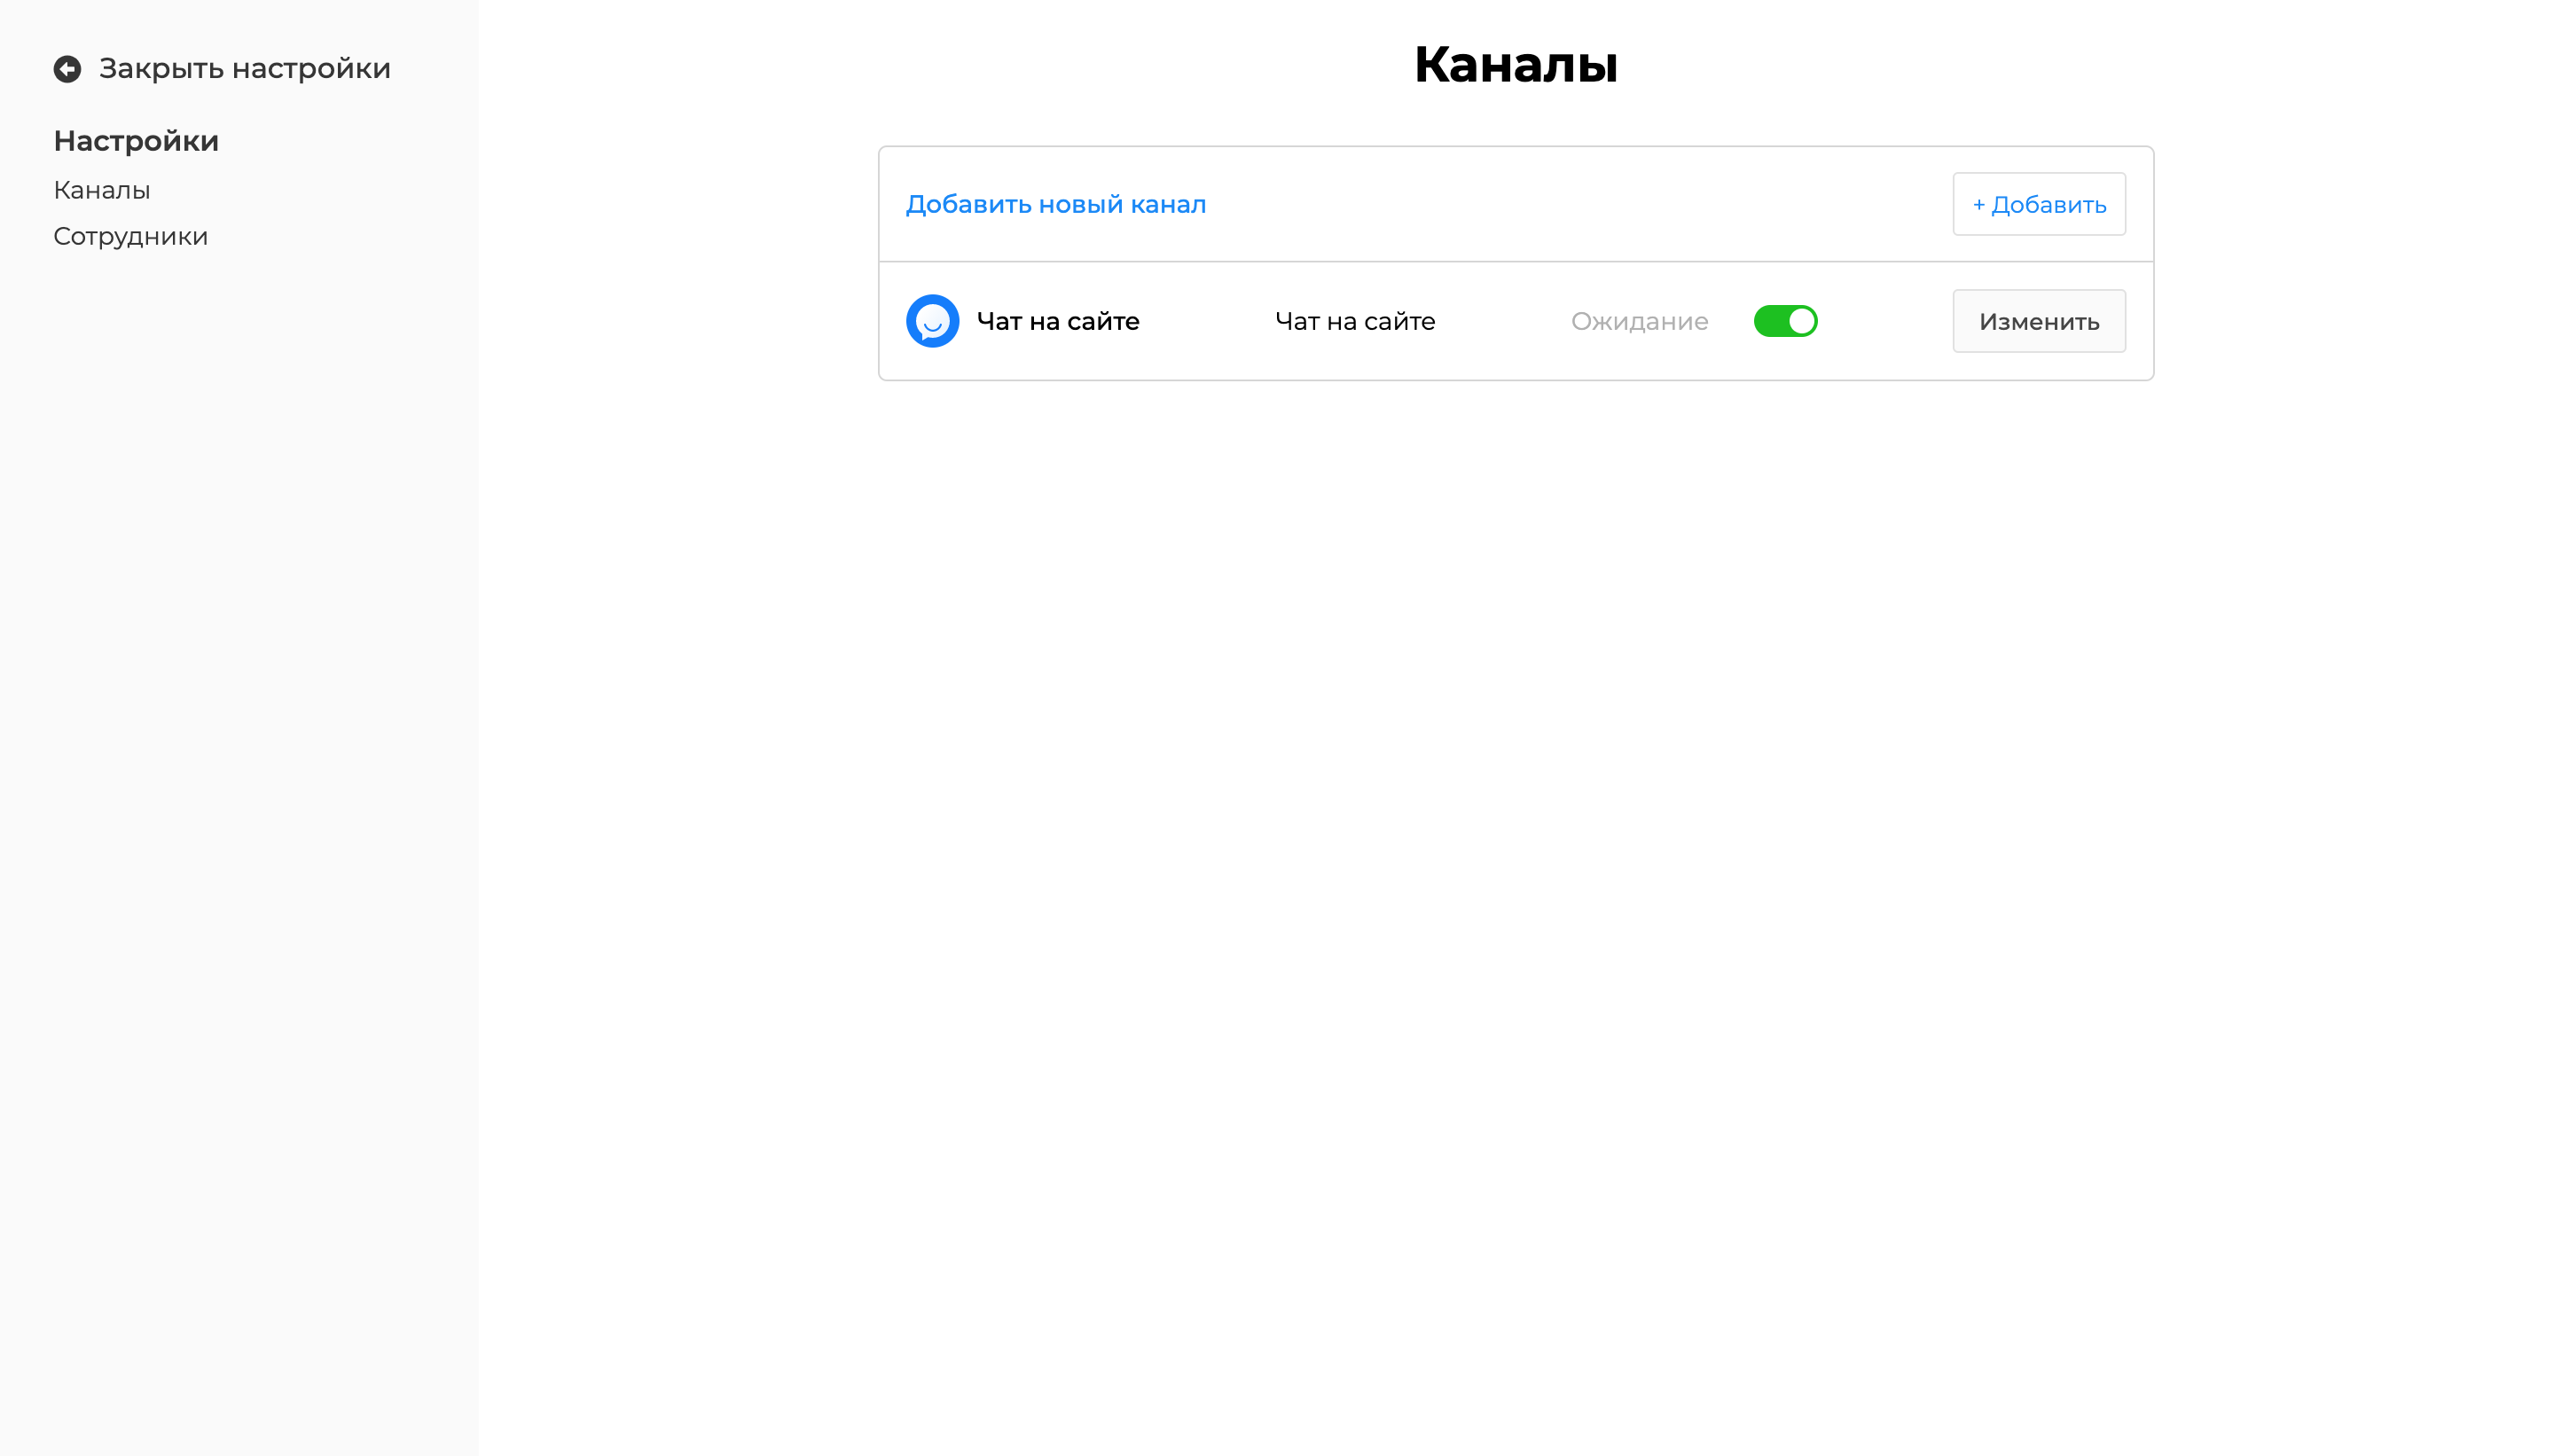 Закрыть настройки
Настройки
Каналы
Сотрудники
Каналы
Добавить новый канал + Добавить
Чат на сайте Чат на сайте Ожидание Изменить